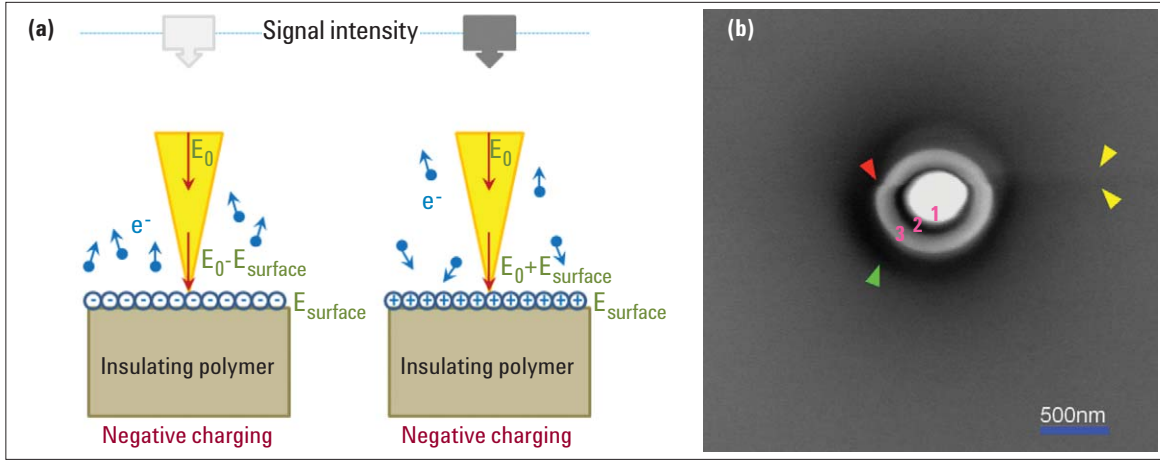 (a)
Signal intensity
E0
E0
e-
e-
E0-Esurface
E0+Esurface
- - - - - - - - - - - -
Esurface
+ + + + + + + + + + + +
Esurface
Insulating polymer
Insulating polymer
Negative charging
Negative charging
(b)
1
2
3
500nm